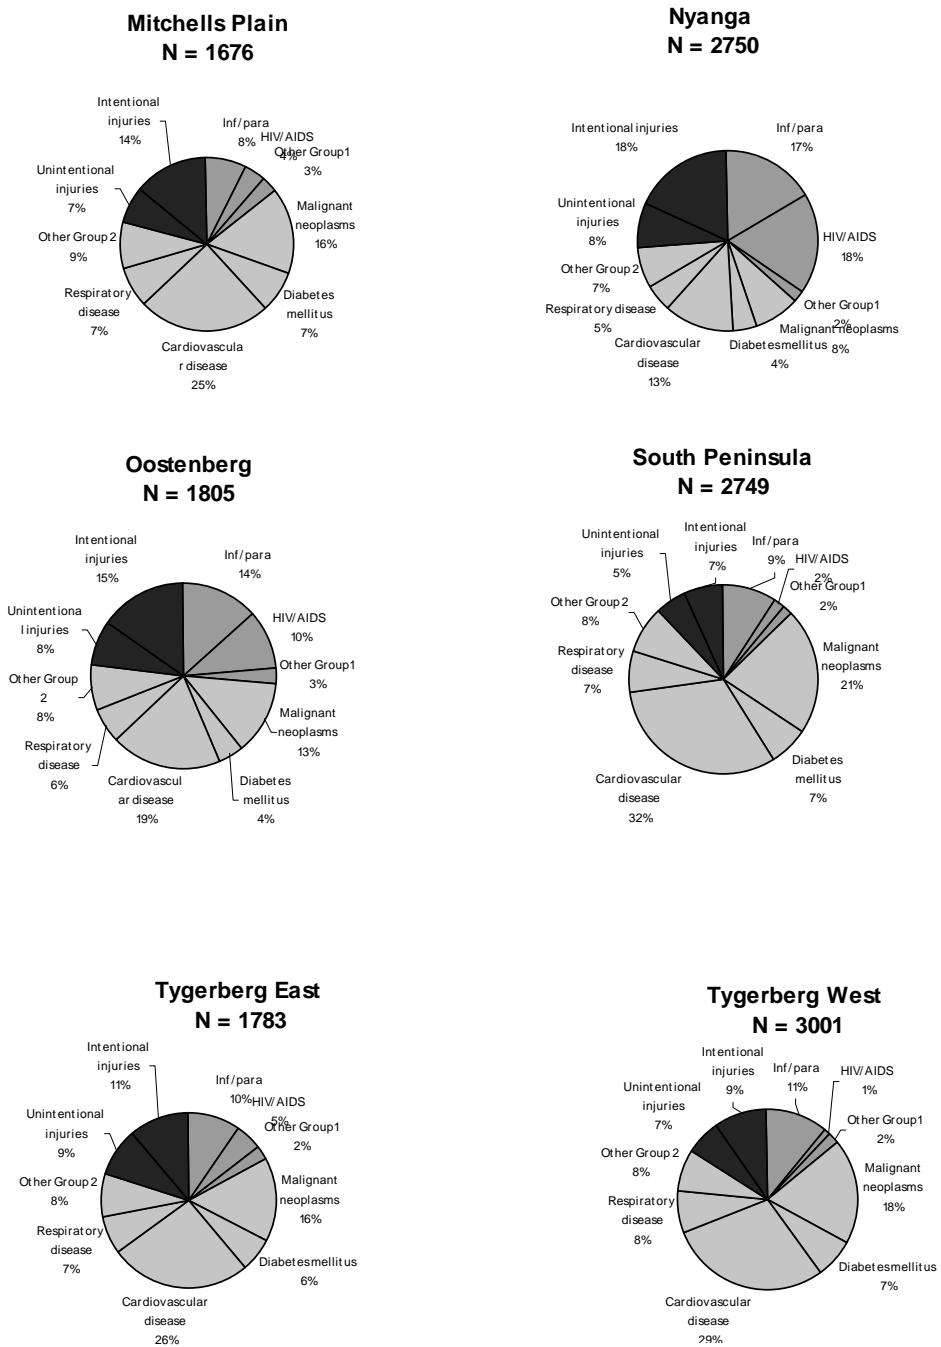 Mitchells Plain
N = 1676
Intentional
injuries
14%
Inf/para
8%
HIV/AIDS
4%
Other Group1
3%
Unintentional
injuries
7%
Malignant
neoplasms
16%
Other Group 2
9%
Respiratory
disease
7%
Diabetes
mellitus
7%
Cardiovascula
r disease
25%
Nyanga
N = 2750
Intentional injuries
18%
Inf/para
17%
Unintentional
injuries
8%
HIV/AIDS
18%
Other Group 2
7%
Respiratory disease
5%
Other Group1
2%
Malignant neoplasms
8%
Cardiovascular
disease
13%
Diabetes mellitus
4%
Oostenberg
N = 1805
Intentional
injuries
15%
Inf/para
14%
Unintentiona
l injuries
8%
HIV/AIDS
10%
Other Group
2
8%
Other Group1
3%
Malignant
neoplasms
13%
Respiratory
disease
6%
Cardiovascul
ar disease
19%
Diabetes
mellitus
4%
South Peninsula
N = 2749
Unintentional
injuries
5%
Intentional
injuries
7%
Inf/para
9%
HIV/AIDS
2%
Other Group1
2%
Other Group 2
8%
Respiratory
disease
7%
Malignant
neoplasms
21%
Cardiovascular
disease
32%
Diabetes
mellitus
7%
Tygerberg East
N = 1783
Intentional
injuries
11%
Inf/para
10%
HIV/AIDS
5%
Other Group1
2%
Unintentional
injuries
9%
Other Group 2
8%
Malignant
neoplasms
16%
Respiratory
disease
7%
Diabetes mellitus
6%
Cardiovascular
disease
26%
Tygerberg West
N = 3001
Intentional
injuries
9%
Inf/para
11%
HIV/AIDS
1%
Unintentional
injuries
7%
Other Group1
2%
Other Group 2
8%
Malignant
neoplasms
18%
Respiratory
disease
8%
Diabetes mellitus
7%
Cardiovascular
disease
29%